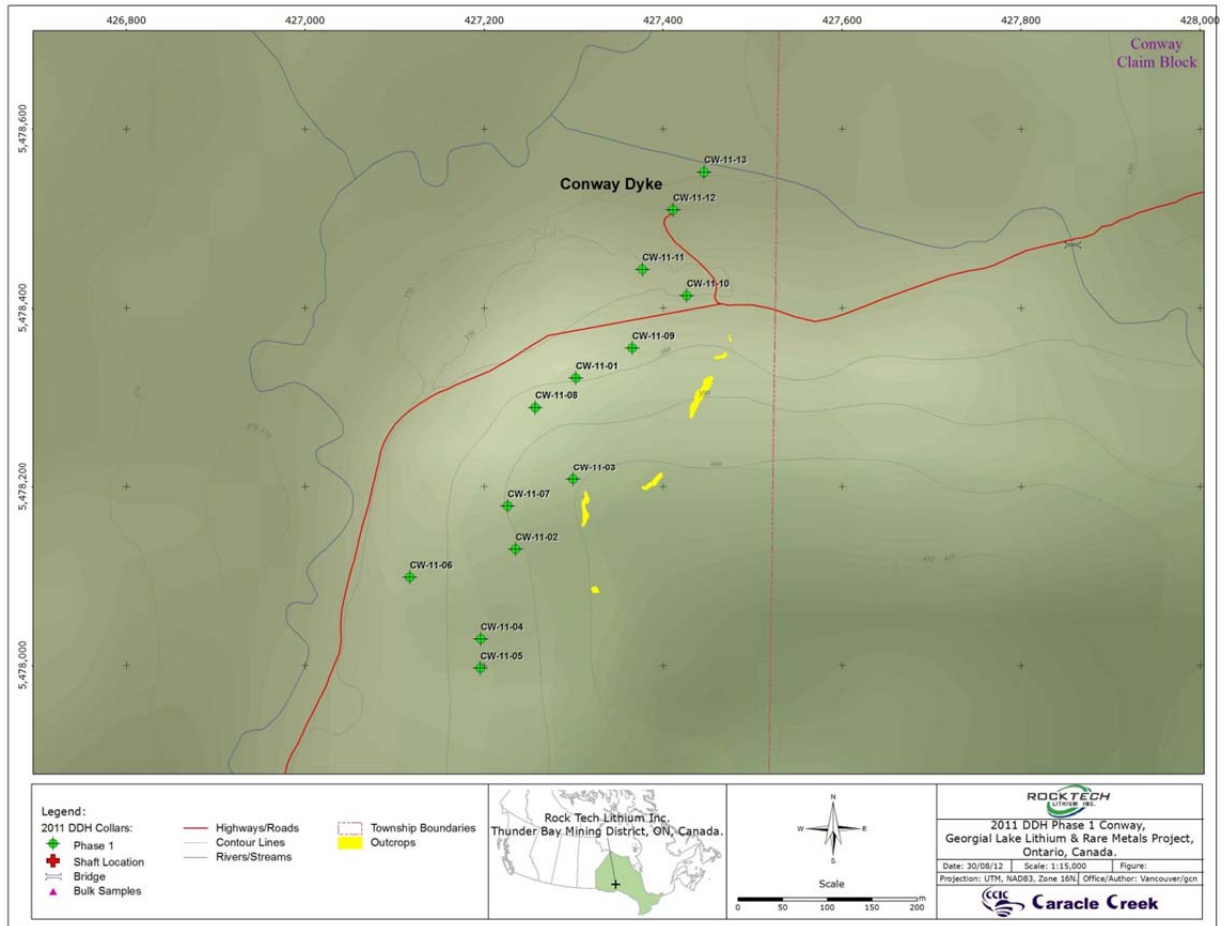 426,800 427,000 427,200 427,400 427,600 427,800 428,000
Conway
Claim Block
5,478,600
5,478,400
5,478,200
5,478,000
CW-11-13
Conway Dyke
CW-11-12
CW-11-11
CW-11-10
CW-11-09
CW-11-01
CW-11-08
CW-11-03
CW-11-07
CW-11-02
CW-11-06
CW-11-04
CW-11-05
Legend:
2011 DDH Collars:
Phase 1
Shaft Location
Bridge
Bulk Samples
Highways/Roads
Contour Lines
Rivers/Streams
Township Boundaries
Outcrops
Rock Tech Lithium Inc.
Thunder Bay Mining District, ON, Canada.
N
W E
S
Scale
m
0 50 100 150 200
ROCKTECH
LITHIUM INC.
2011 DDH Phase 1 Conway,
Georgial Lake Lithium & Rare Metals Project,
Ontario, Canada.
Date: 30/08/12 Scale: 1:15,000 Figure:
Projection: UTM, NAD83, Zone 16N. Office/Author: Vancouver/gcn
CCIC Caracle Creek